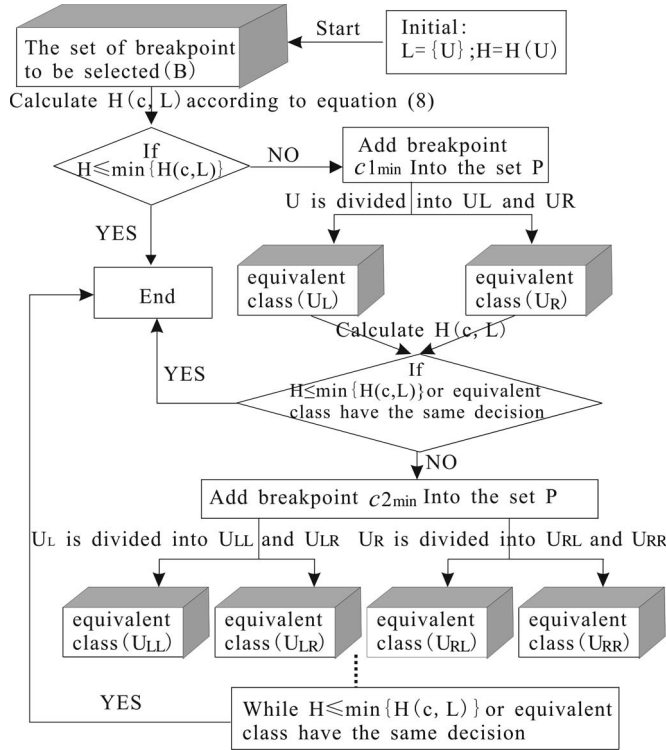 The set of breakpoint
to be selected(B)
Start
Initial:
L={U};H=H(U)
Calculate H(c, L) according to equation (8)
If
H≤min{H(c,L)}
NO
Add breakpoint
c1min Into the set P
U is divided into UL and UR
YES
End
equivalent
class(UL)
equivalent
class(UR)
Calculate H(c, L)
If
H≤min{H(c,L)}or equivalent
class have the same decision
YES
NO
Add breakpoint c2min Into the set P
UL is divided into ULL and ULR
UR is divided into URL and URR
equivalent
class(ULL)
equivalent
class(ULR)
equivalent
class(URL)
equivalent
class(URR)
YES
While H≤min{H(c, L)} or equivalent
class have the same decision